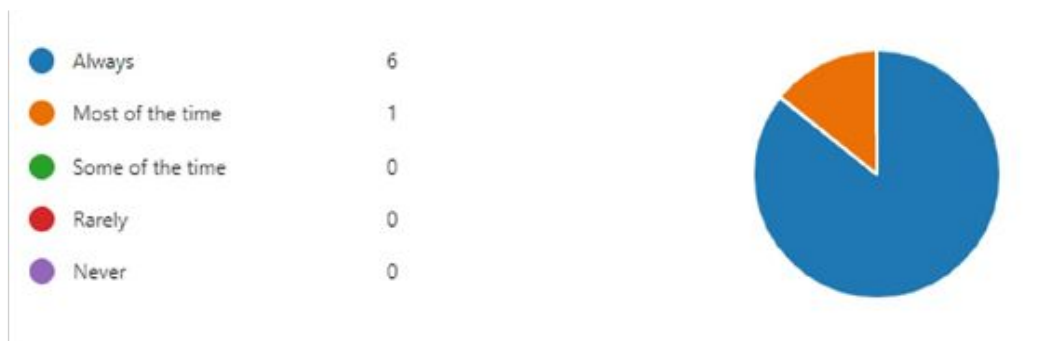 Always 6
Most of the time 1
Some of the time 0
Rarely 0
Never 0